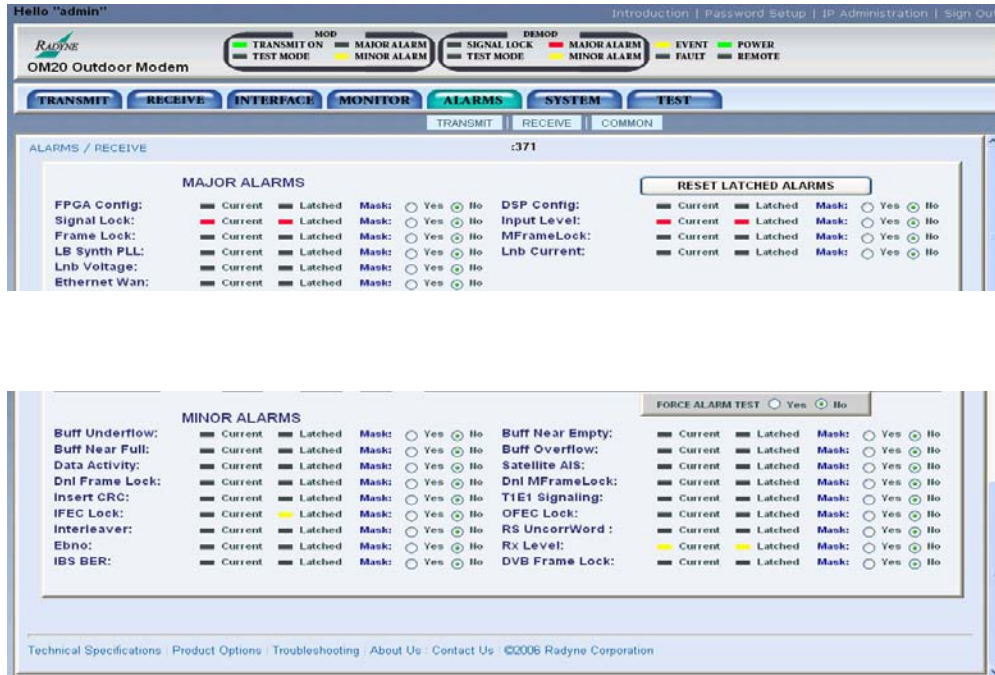 Hello "admin"
Introduction | Password Setup | IP Administration | Sign Out
RADYNE
OM20 Outdoor Modem
MOD
TRANSMIT ON MAJOR ALARM
TEST MODE MINOR ALARM
DEMOD
SIGNAL LOCK MAJOR ALARM
TEST MODE MINOR ALARM
EVENT POWER
FAULT REMOTE
TRANSMIT RECEIVE INTERFACE MONITOR ALARMS SYSTEM TEST
TRANSMIT RECEIVE COMMON
ALARMS / RECEIVE :371
MAJOR ALARMS RESET LATCHED ALARMS
FPGA Config: Current Latched Mask: Yes No DSP Config: Current Latched Mask: Yes No
Signal Lock: Current Latched Mask: Yes No Input Level: Current Latched Mask: Yes No
Frame Lock: Current Latched Mask: Yes No MFrameLock: Current Latched Mask: Yes No
LB Synth PLL: Current Latched Mask: Yes No Lnb Current: Current Latched Mask: Yes No
Lnb Voltage: Current Latched Mask: Yes No
Ethernet Wan: Current Latched Mask: Yes No
FORCE ALARM TEST Yes No
MINOR ALARMS
Buff Underflow: Current Latched Mask: Yes No Buff Near Empty: Current Latched Mask: Yes No
Buff Near Full: Current Latched Mask: Yes No Buff Overflow: Current Latched Mask: Yes No
Data Activity: Current Latched Mask: Yes No Satellite AIS: Current Latched Mask: Yes No
Dnl Frame Lock: Current Latched Mask: Yes No Dnl MFrameLock: Current Latched Mask: Yes No
Insert CRC: Current Latched Mask: Yes No T1E1 Signaling: Current Latched Mask: Yes No
IFEC Lock: Current Latched Mask: Yes No OFEC Lock: Current Latched Mask: Yes No
Interleaver: Current Latched Mask: Yes No RS UncorrWord : Current Latched Mask: Yes No
Ebno: Current Latched Mask: Yes No Rx Level: Current Latched Mask: Yes No
IBS BER: Current Latched Mask: Yes No DVB Frame Lock: Current Latched Mask: Yes No
Technical Specifications | Product Options | Troubleshooting | About Us | Contact Us | ©2006 Radyne Corporation